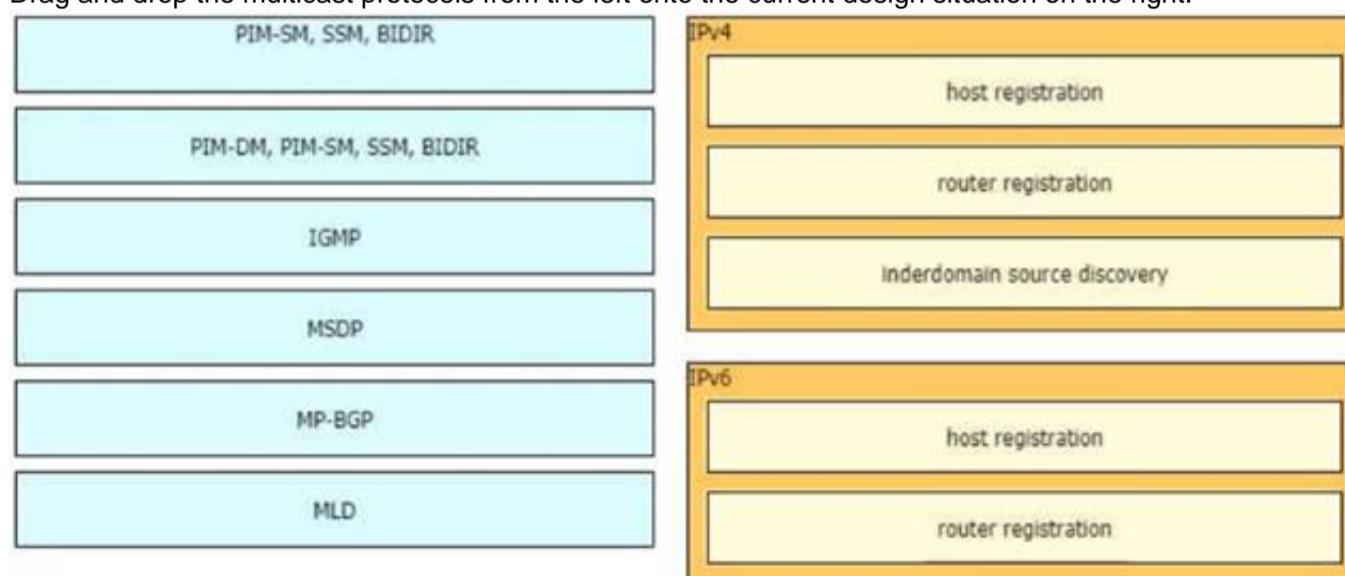 Drag and drop the multicast protocols from the left onto the current design situation on the right.
PIM-SM, SSM, BIDIR
PIM-DM, PIM-SM, SSM, BIDIR
IGMP
MSDP
MP-BGP
MLD
IPv4
host registration
router registration
inderdomain source discovery
IPv6
host registration
router registration